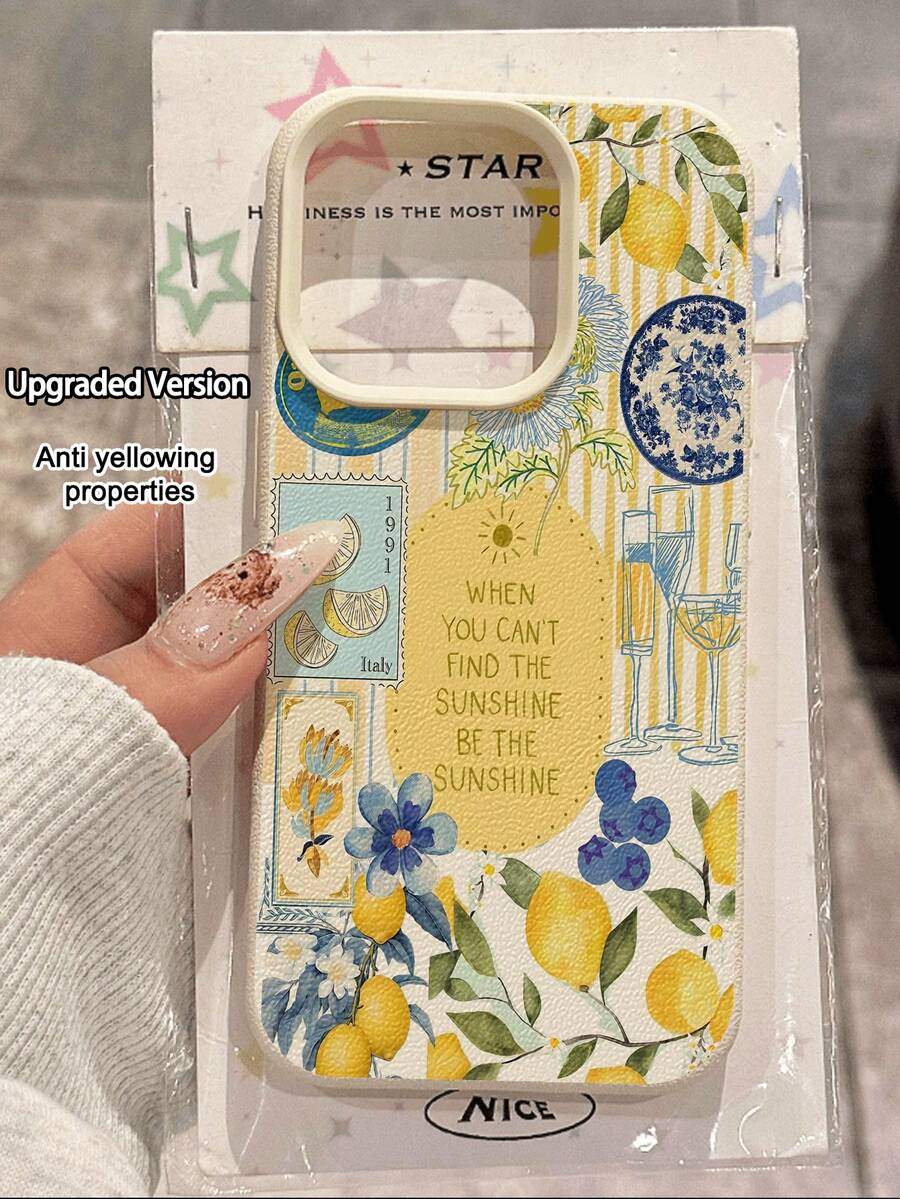 STAR
INESS IS THE MOST IMPO
Upgraded Version
Anti yellowing
properties
1991
Italy
WHEN
YOU CAN'T
FIND THE
SUNSHINE
BE THE
SUNSHINE
NICE